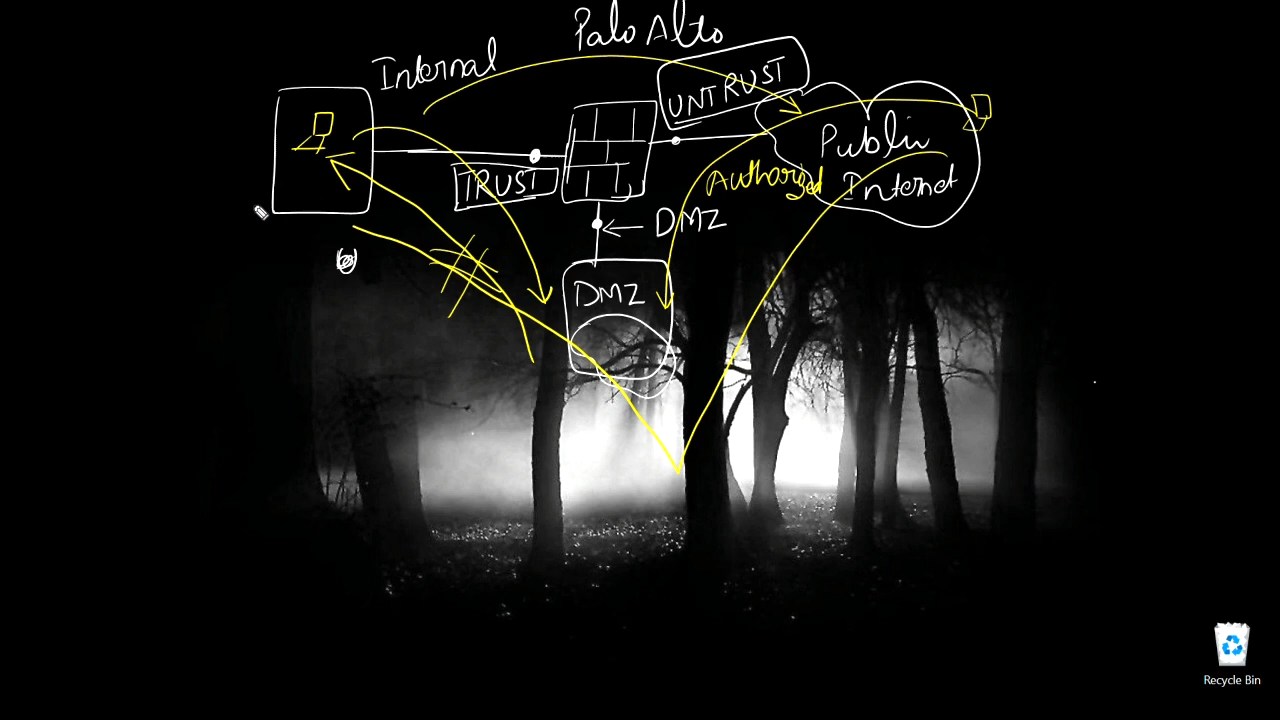 Palo Alto
Internal
UNTRUST
Public
Internet
TRUST
Authorized
DMZ
DMZ
Recycle Bin